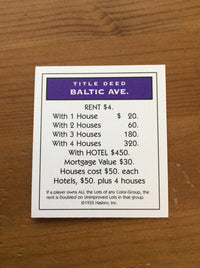 TITLE DEED
BALTIC AVE.
RENT $4.
With 1 House $ 20.
With 2 Houses 60.
With 3 Houses 180.
With 4 Houses 320.
With HOTEL $450.
Mortgage Value $30.
Houses cost $50. each
Hotels, $50. plus 4 houses
If a player owns ALL the Lots of any Color-Group, the
rent is Doubled on Unimproved Lots in that group.
©1935 Hasbro, Inc.